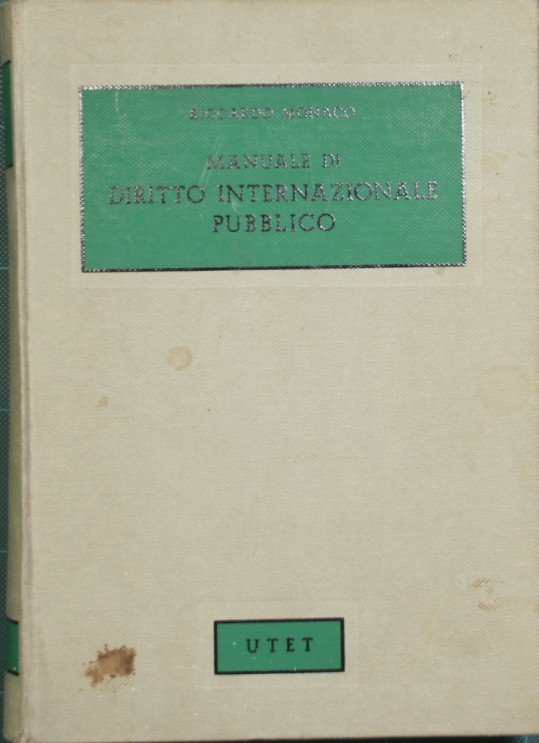 RICCARDO MONACO
MANUALE DI
DIRITTO INTERNAZIONALE
PUBBLICO
UTET